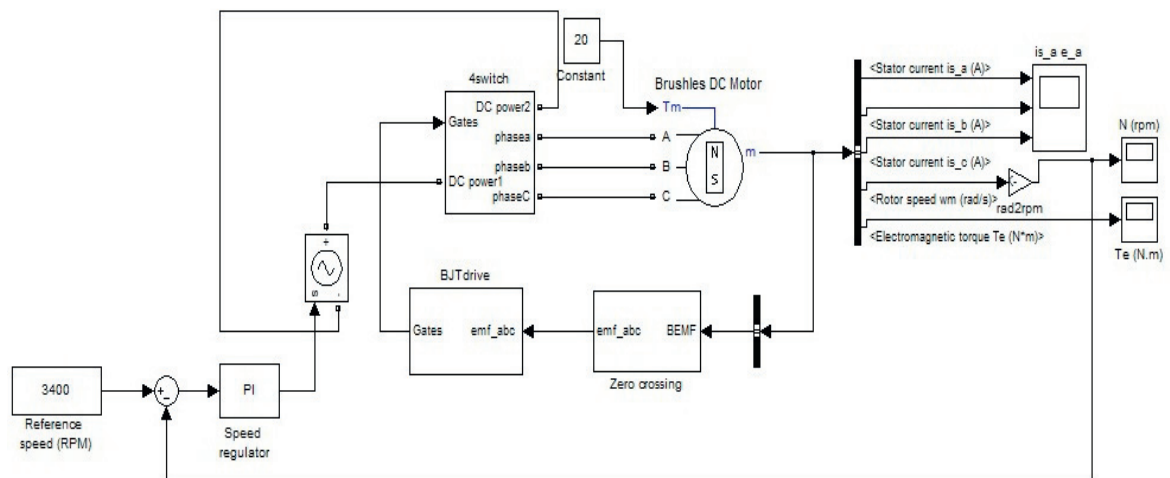 20
Constant
4switch
DC power2
Gates
phasea
phaseb
DC power1
phaseC
Brushles DC Motor
Tm
A
B
C
N
S
m
<Stator current is_a (A)>
<Stator current is_b (A)>
<Stator current is_c (A)>
<Rotor speed wm (rad/s)>
<Electromagnetic torque Te (N*m)>
is_a e_a
N (rpm)
rad2rpm
Te (N.m)
+
s
-
BJTdrive
Gates
emf_abc
emf_abc
BEMF
Zero crossing
3400
Reference
speed (RPM)
+
−
PI
Speed
regulator